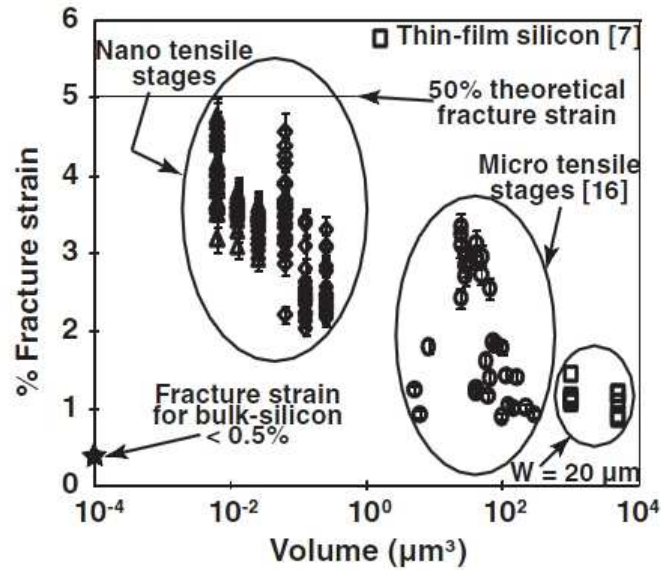 6
Thin-film silicon [7]
Nano tensile
stages
50% theoretical
fracture strain
5
Micro tensile
stages [16]
4
3
2
% Fracture strain
Fracture strain
for bulk-silicon
< 0.5%
1
W = 20 μm
0
10⁻⁴
10⁻²
10⁰
10²
10⁴
Volume (μm³)